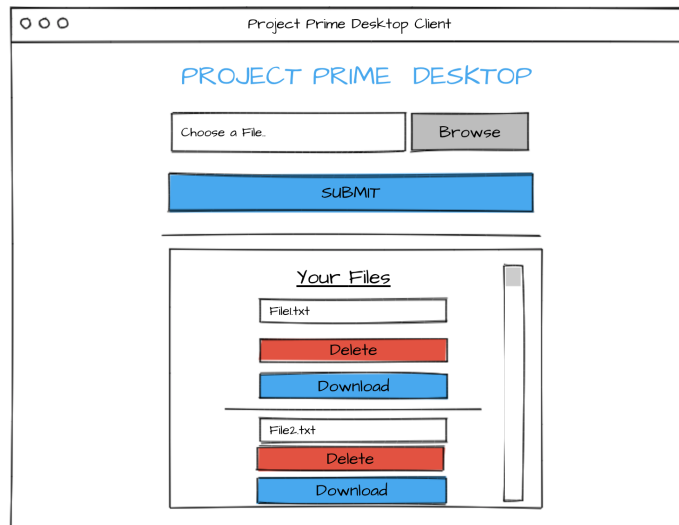 Project Prime Desktop Client
PROJECT PRIME DESKTOP
Choose a File..
Browse
SUBMIT
Your Files
File1.txt
Delete
Download
File2.txt
Delete
Download